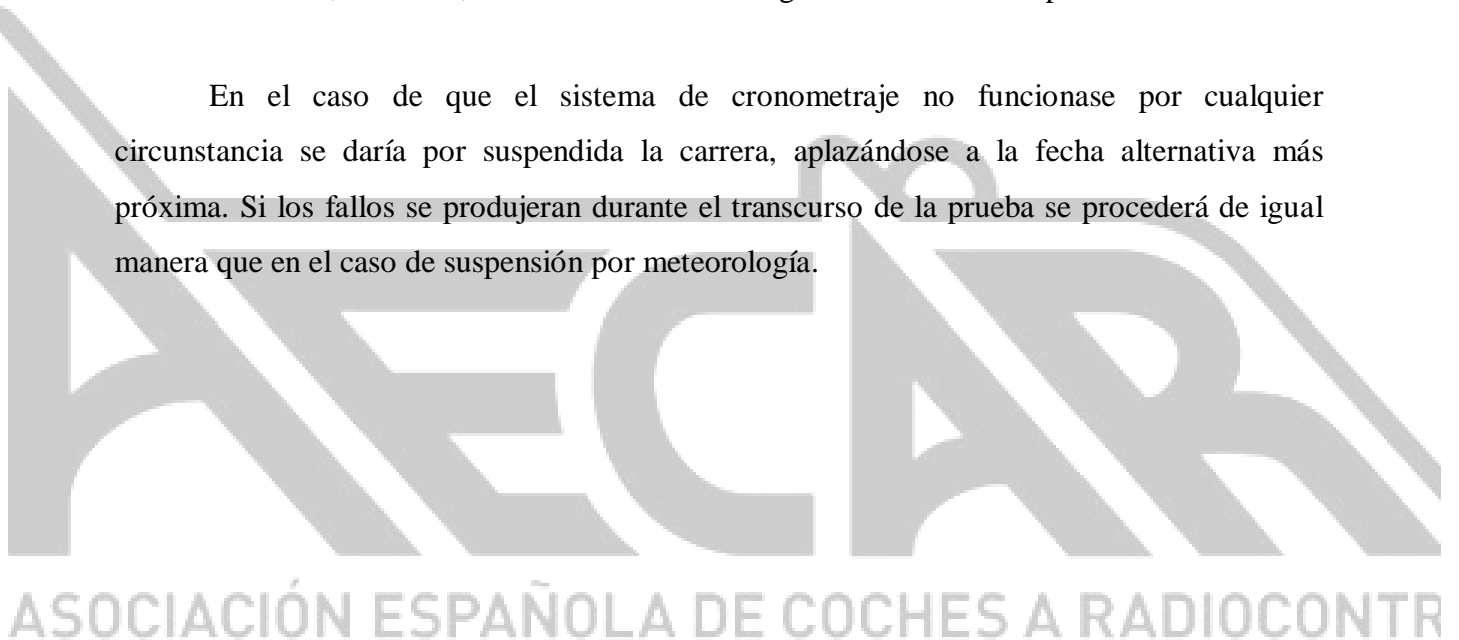 En el caso de que el sistema de cronometraje no funcionase por cualquier
circunstancia se daría por suspendida la carrera, aplazándose a la fecha alternativa más
próxima. Si los fallos se produjeran durante el transcurso de la prueba se procederá de igual
manera que en el caso de suspensión por meteorología.
AECAR
ASOCIACIÓN ESPAÑOLA DE COCHES A RADIOCONTR